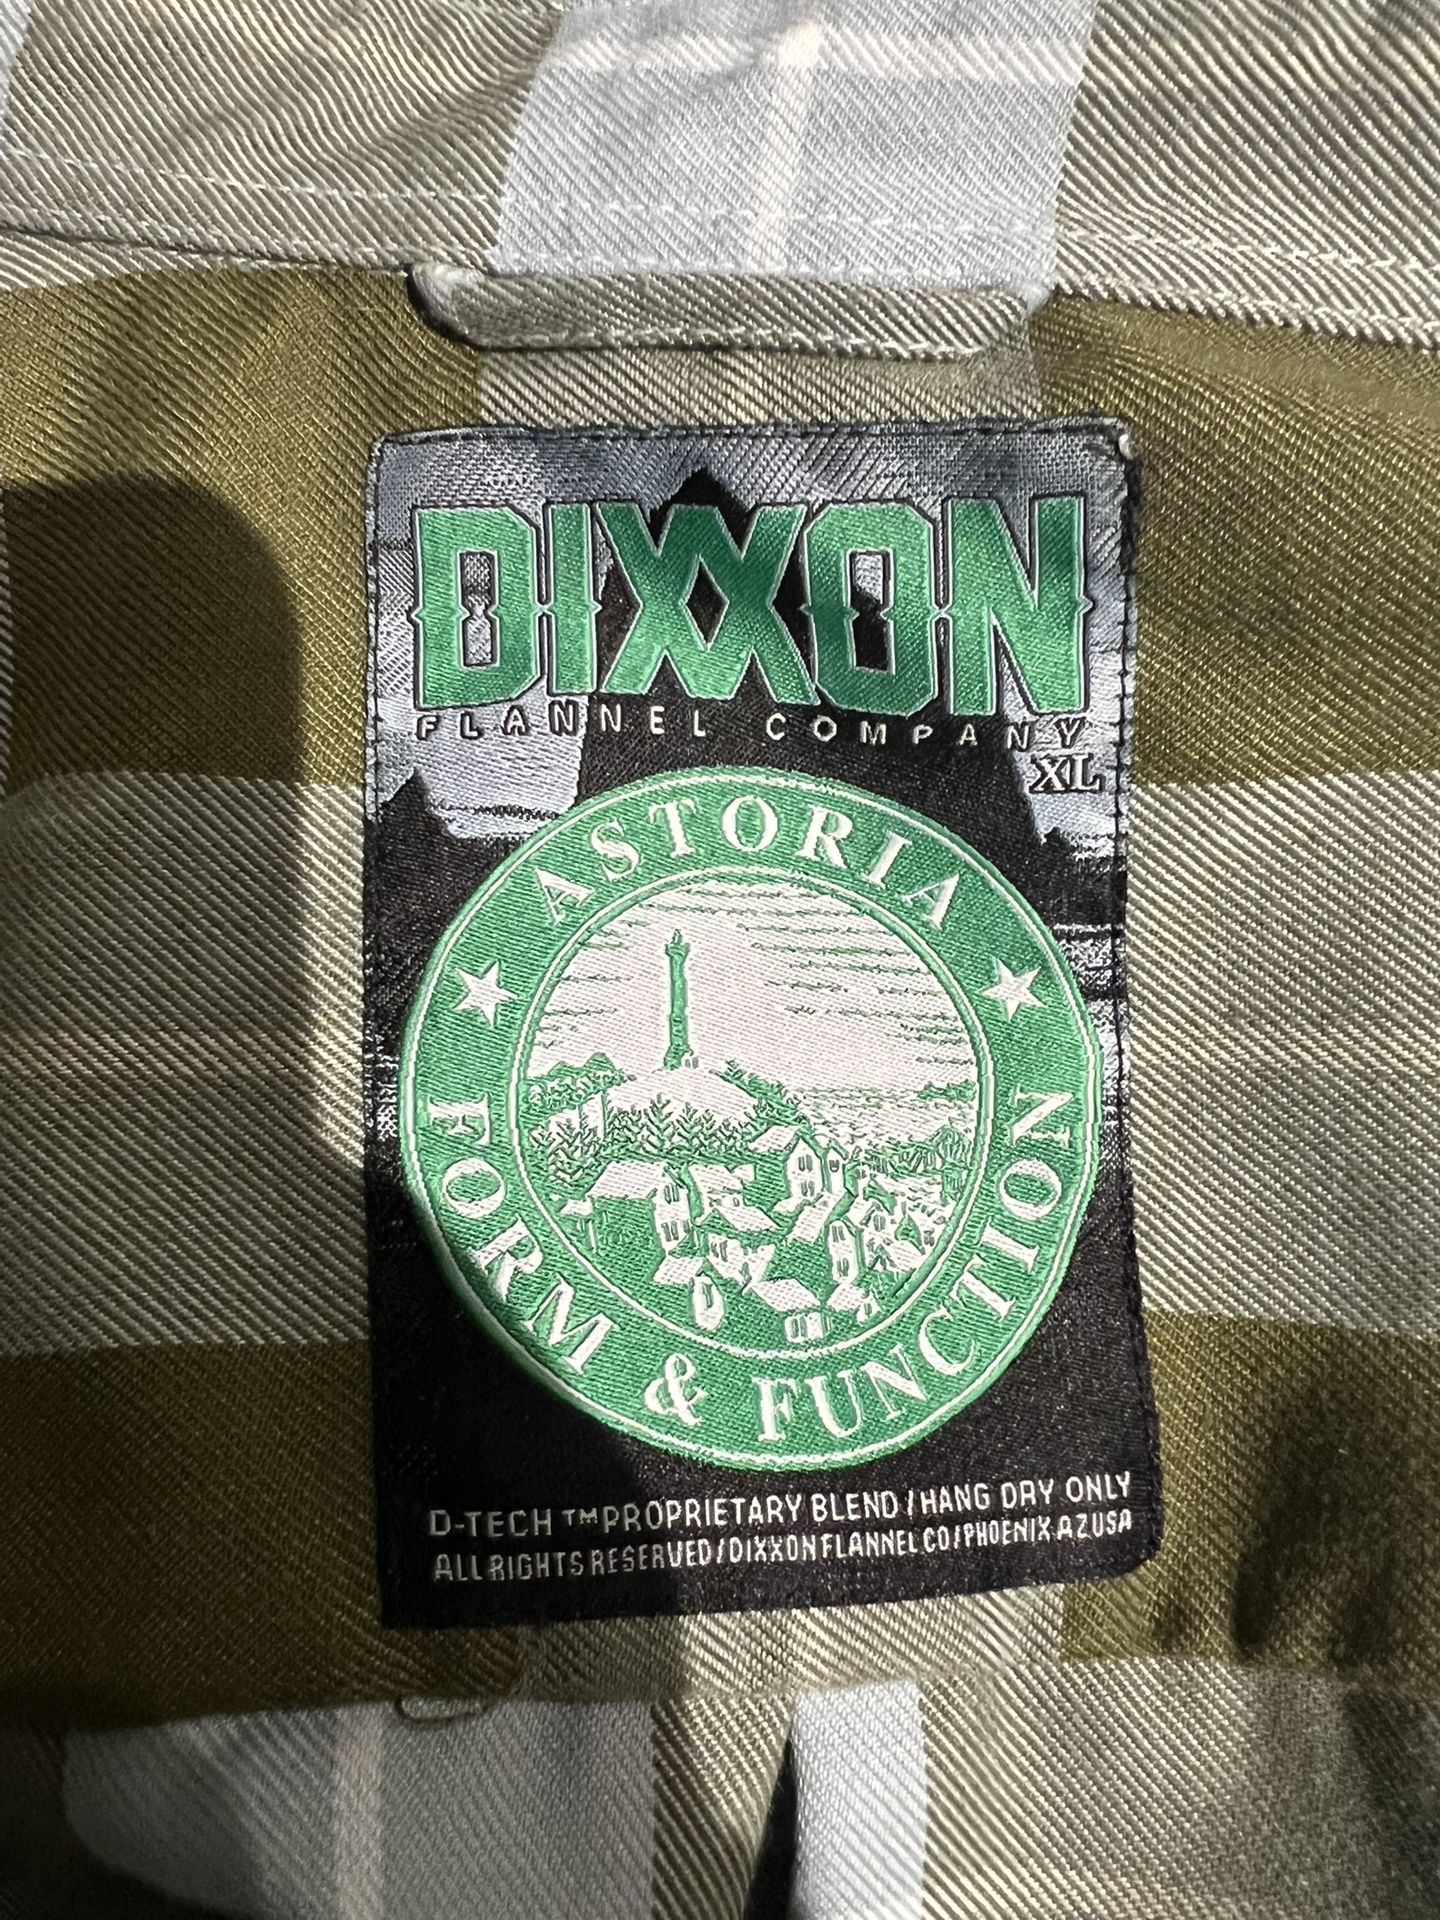 DIXXON
FLANNEL COMPANY
XL
ASTORIA
FORM & FUNCTION
D-TECH ™ PROPRIETARY BLEND / HANG DRY ONLY
ALL RIGHTS RESERVED / DIXXON FLANNEL CO / PHOENIX.AZ USA